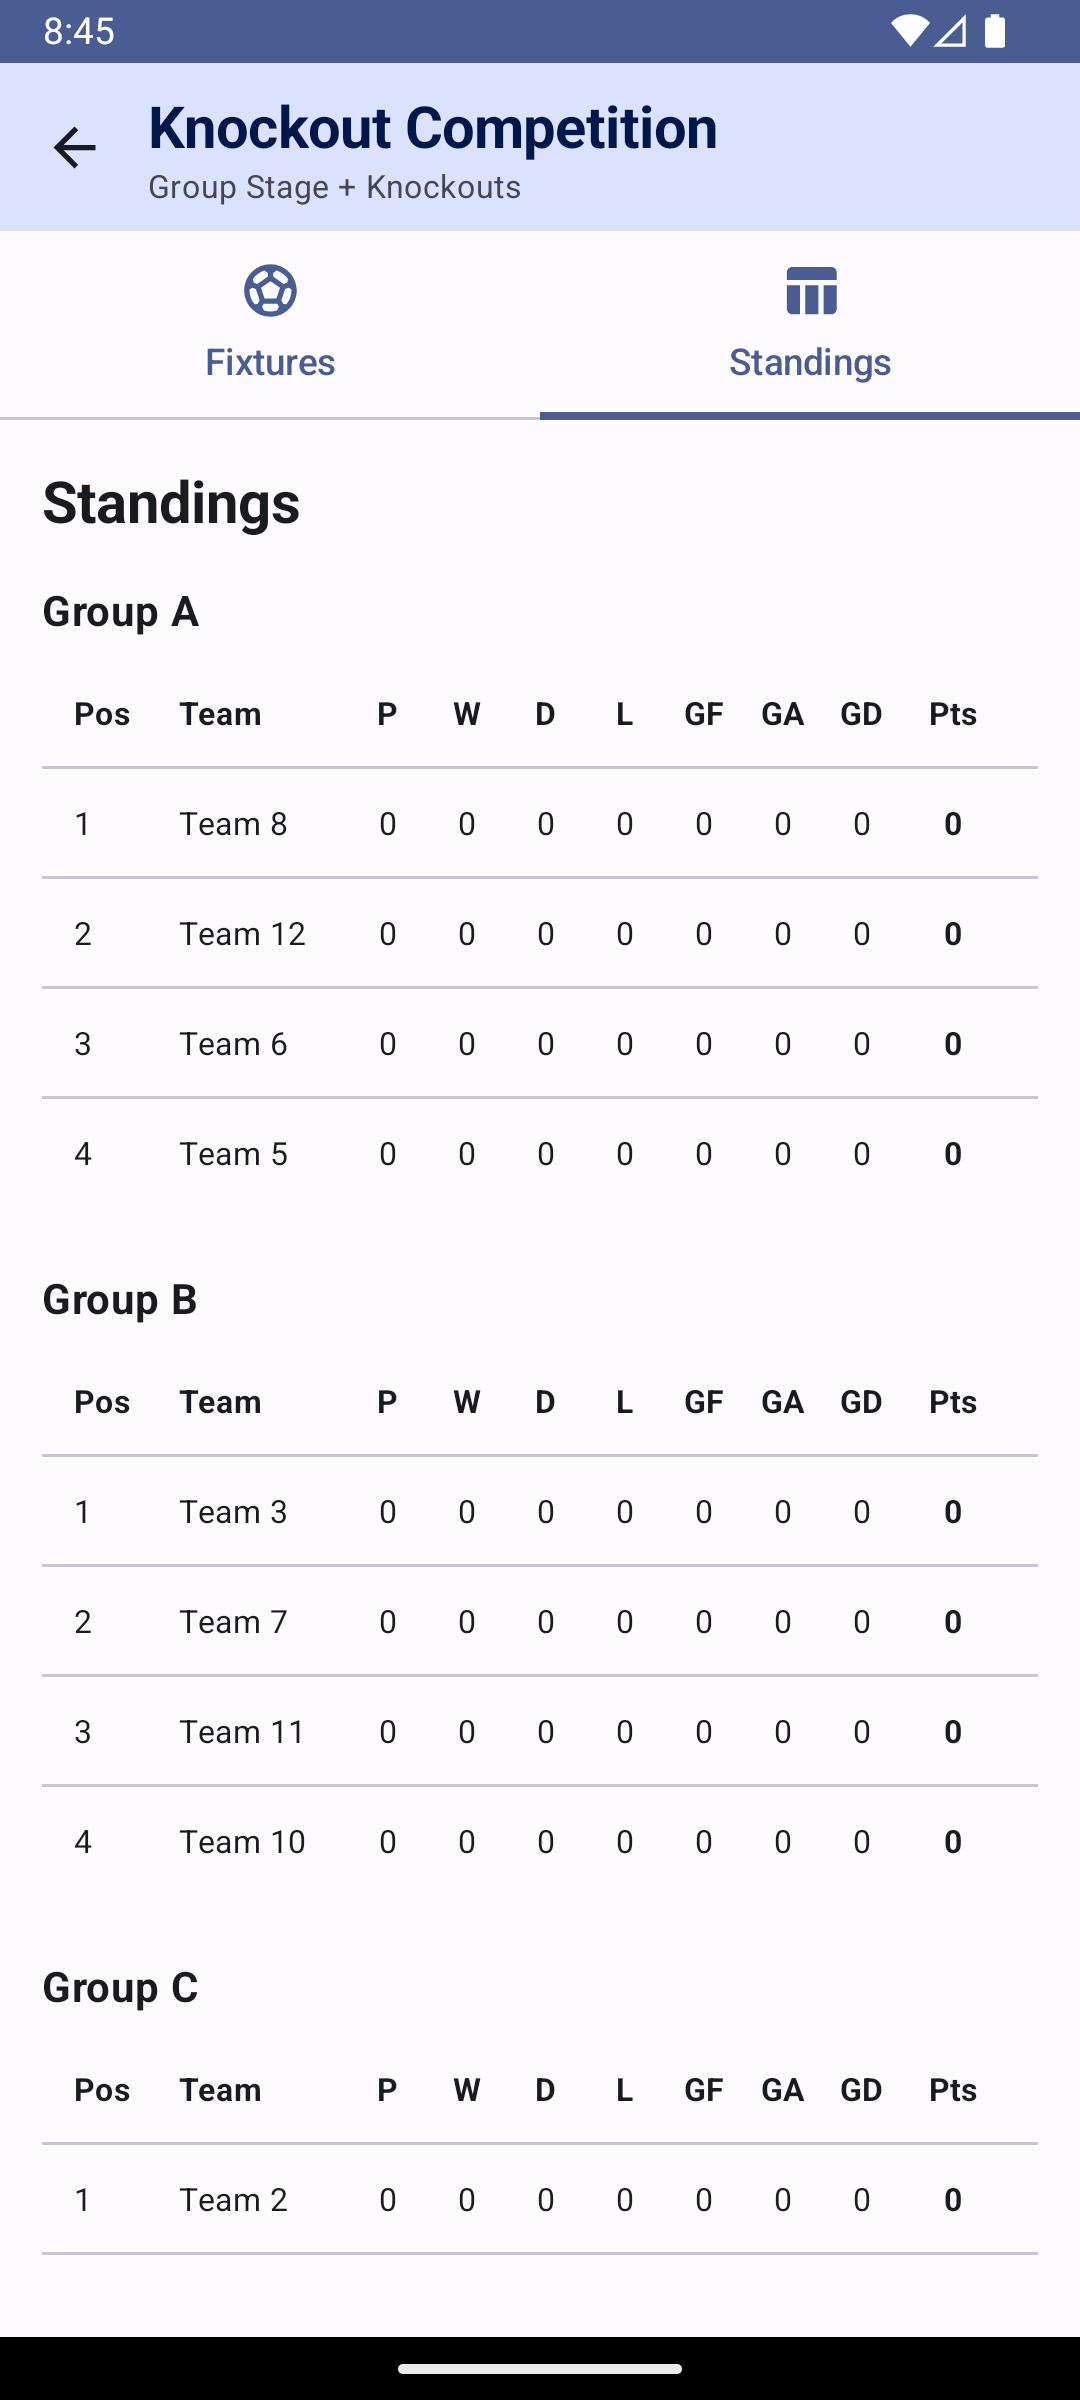 8:45
Knockout Competition
Group Stage + Knockouts
Fixtures
Standings
Standings
Group A
Pos Team P W D L GF GA GD Pts
1 Team 8 0 0 0 0 0 0 0 0
2 Team 12 0 0 0 0 0 0 0 0
3 Team 6 0 0 0 0 0 0 0 0
4 Team 5 0 0 0 0 0 0 0 0
Group B
Pos Team P W D L GF GA GD Pts
1 Team 3 0 0 0 0 0 0 0 0
2 Team 7 0 0 0 0 0 0 0 0
3 Team 11 0 0 0 0 0 0 0 0
4 Team 10 0 0 0 0 0 0 0 0
Group C
Pos Team P W D L GF GA GD Pts
1 Team 2 0 0 0 0 0 0 0 0